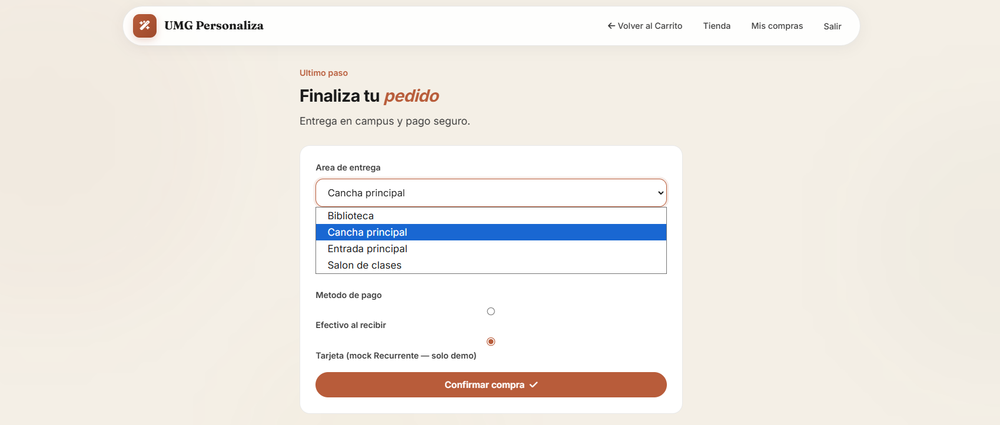 UMG Personaliza
← Volver al Carrito
Tienda
Mis compras
Salir
Ultimo paso
Finaliza tu pedido
Entrega en campus y pago seguro.
Area de entrega
Cancha principal
Biblioteca
Cancha principal
Entrada principal
Salon de clases
Metodo de pago
Efectivo al recibir
Tarjeta (mock Recurrente — solo demo)
Confirmar compra ✓